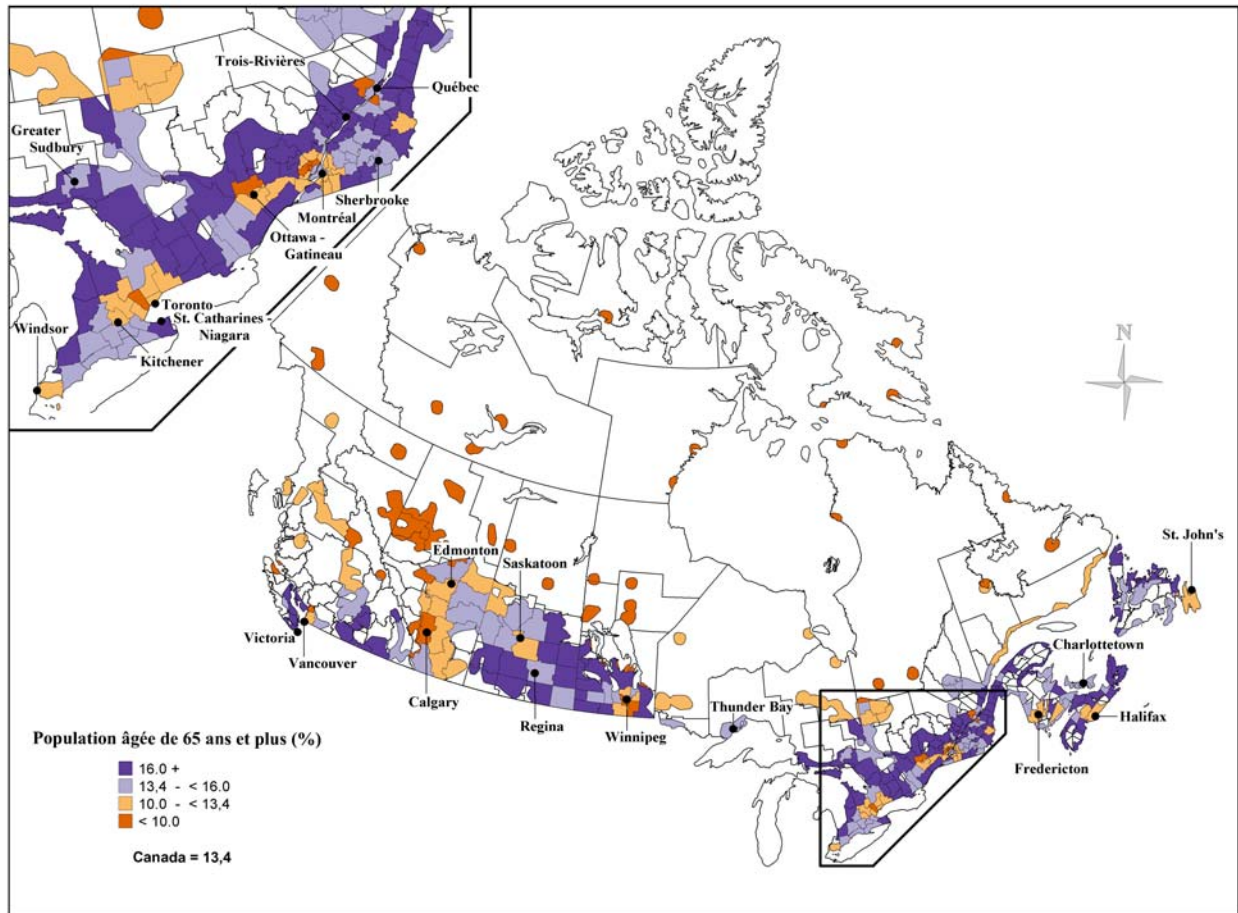 Trois-Rivières
Québec
Greater
Sudbury
Sherbrooke
Montréal
Ottawa -
Gatineau
Toronto
St. Catharines -
Niagara
Windsor
Kitchener
N
Edmonton
Saskatoon
St. John's
Victoria
Vancouver
Charlottetown
Calgary
Regina
Winnipeg
Thunder Bay
Halifax
Fredericton
Population âgée de 65 ans et plus (%)
16.0 +
13,4 - < 16.0
10.0 - < 13,4
< 10.0
Canada = 13,4